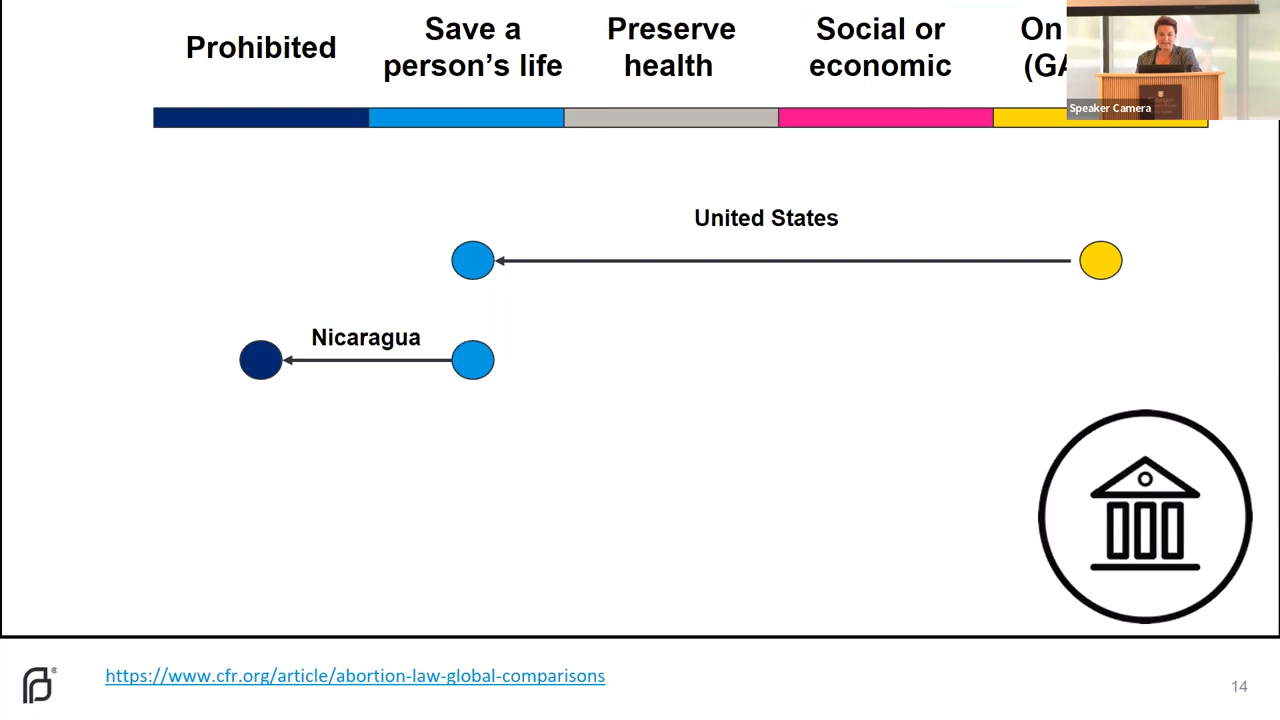 Prohibited
Save a
person's life
Preserve
health
Social or
economic
On
(GA
Speaker Camera
United States
Nicaragua
https://www.cfr.org/article/abortion-law-global-comparisons
14